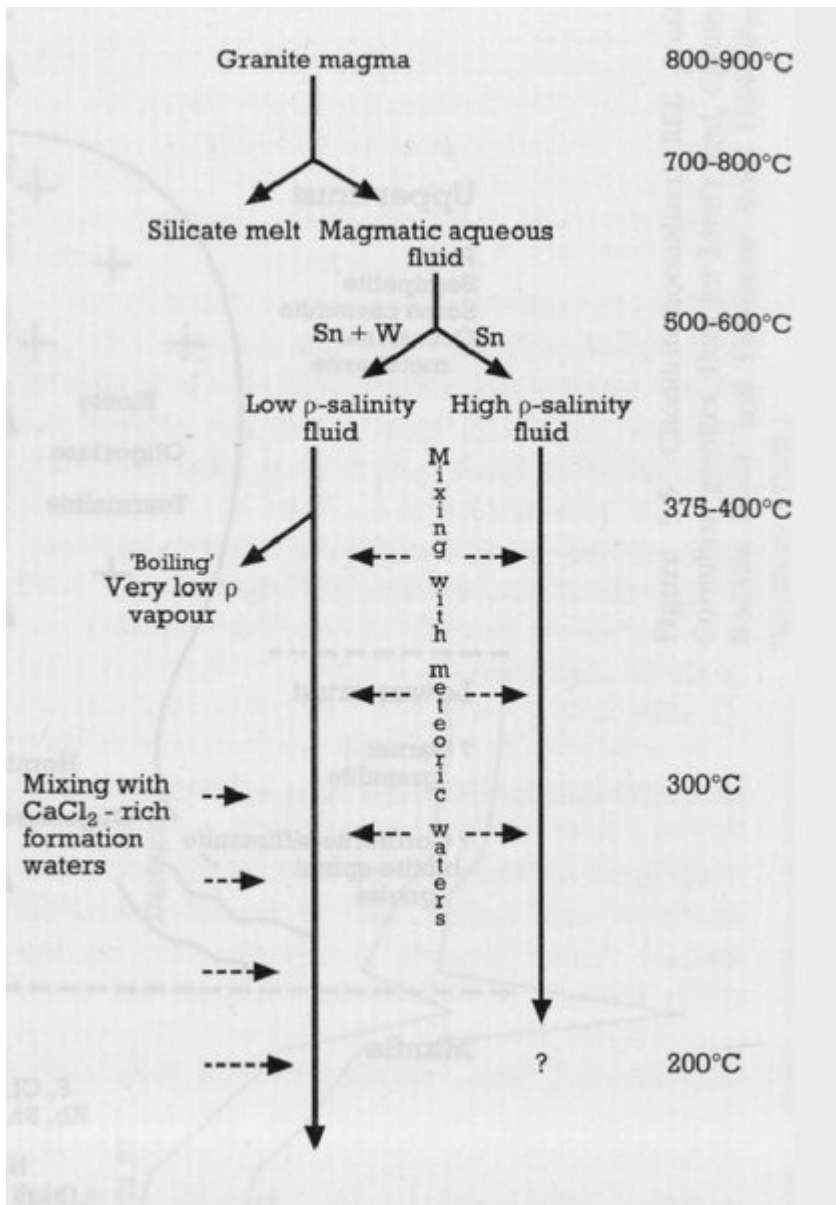 Granite magma
800-900°C
700-800°C
Silicate melt Magmatic aqueous
fluid
Sn + W Sn
500-600°C
Low ρ-salinity
fluid
High ρ-salinity
fluid
375-400°C
Mixing with meteoric waters
'Boiling'
Very low ρ
vapour
Mixing with
CaCl₂ - rich
formation
waters
300°C
?
200°C